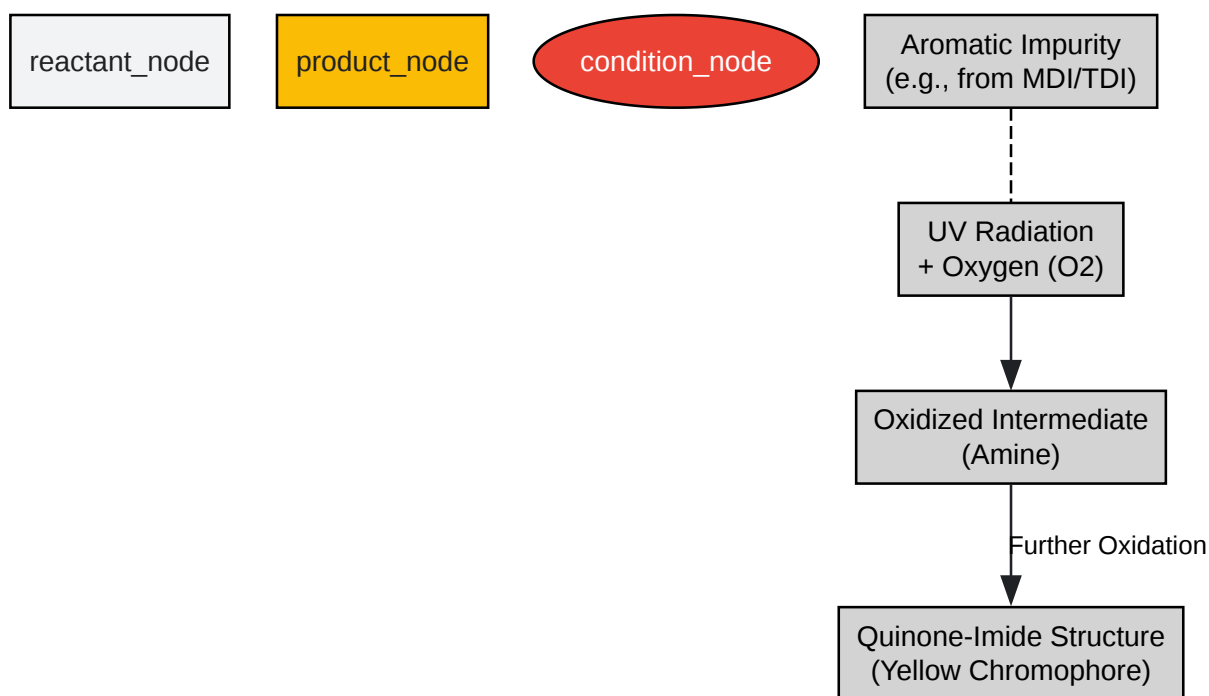 reactant_node
product_node
condition_node
Aromatic Impurity
(e.g., from MDI/TDI)
UV Radiation
+ Oxygen (O2)
Oxidized Intermediate
(Amine)
Further Oxidation
Quinone-Imide Structure
(Yellow Chromophore)